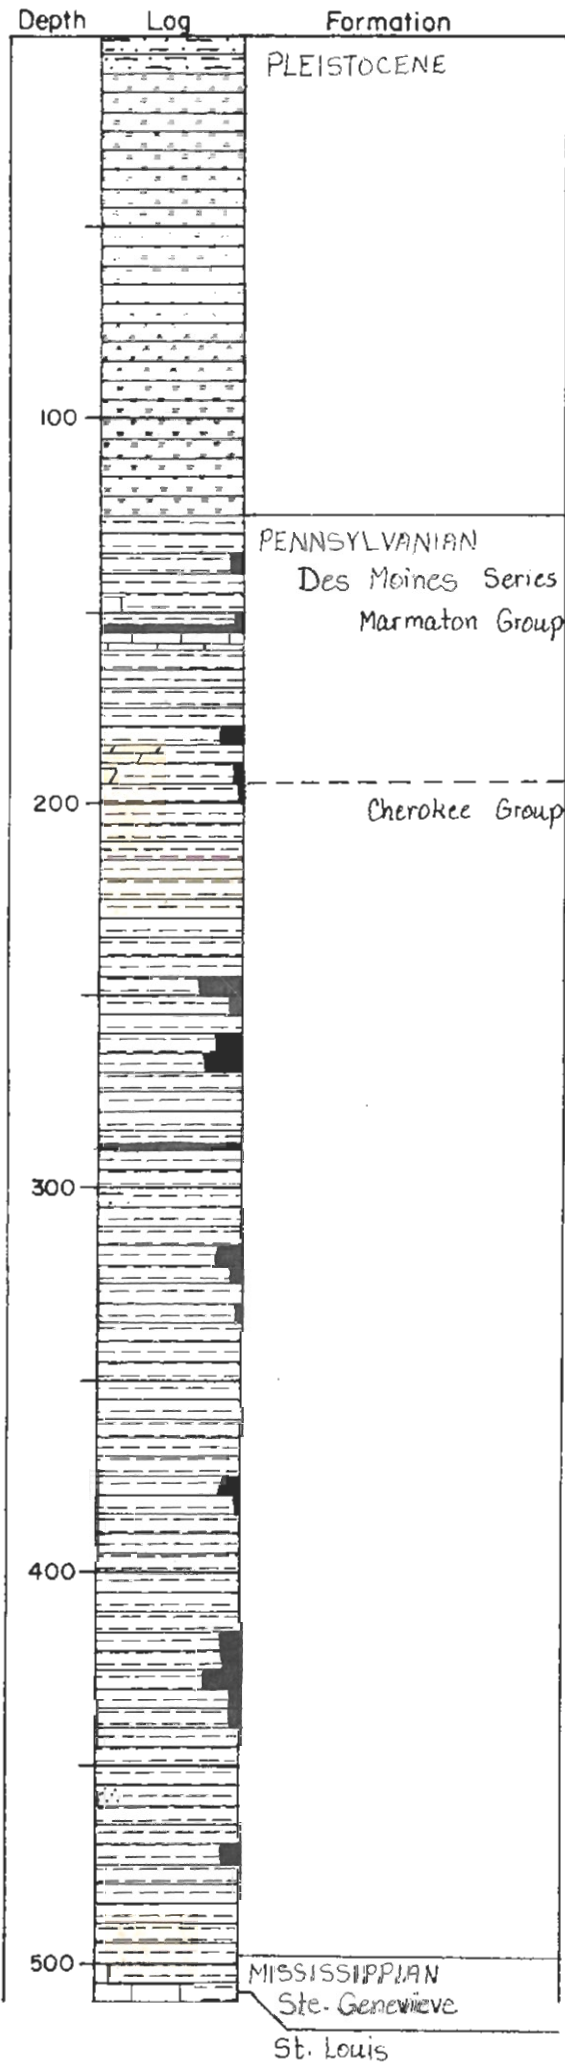 Depth Log Formation
PLEISTOCENE
100
PENNSYLVANIAN
Des Moines Series
Marmaton Group
200
Cherokee Group
300
400
500
MISSISSIPPIAN
Ste. Genevieve
St. Louis